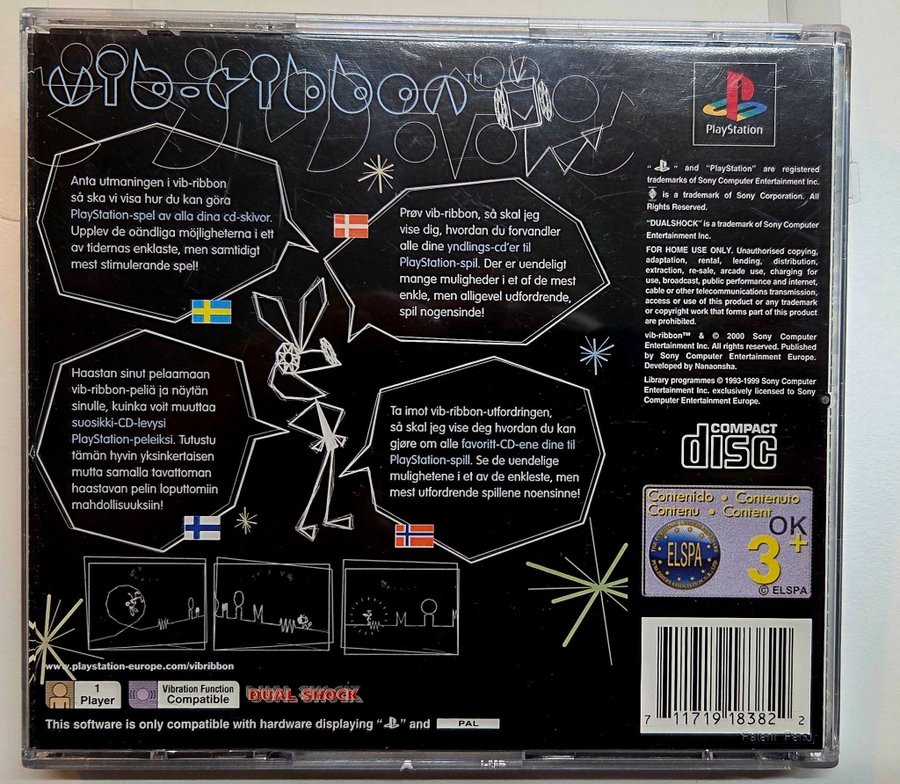 vib-ribbon™
PlayStation
Anta utmaningen i vib-ribbon
så ska vi visa hur du kan göra
PlayStation-spel av alla dina cd-skivor.
Upplev de oändliga möjligheterna i ett
av tidernas enklaste, men samtidigt
mest stimulerande spel!
Prøv vib-ribbon, så skal jeg
vise dig, hvordan du forvandler
alle dine yndlings-cd'er til
PlayStation-spil. Der er uendeligt
mange muligheder i et af de mest
enkle, men alligevel udfordrende,
spil nogensinde!
Haastan sinut pelaamaan
vib-ribbon-peliä ja näytän
sinulle, kuinka voit muuttaa
suosikki-CD-levysi
PlayStation-peleiksi. Tutustu
tämän hyvin yksinkertaisen
mutta samalla tavattoman
haastavan pelin loputtomiin
mahdollisuuksiin!
Ta imot vib-ribbon-utfordringen,
så skal jeg vise deg hvordan du kan
gjøre om alle favoritt-CD-ene dine til
PlayStation-spill. Se de uendelige
mulighetene i et av de enkleste, men
mest utfordrende spillene noensinne!
" " and "PlayStation" are registered
trademarks of Sony Computer Entertainment Inc.
is a trademark of Sony Corporation. All
Rights Reserved.
"DUALSHOCK" is a trademark of Sony Computer
Entertainment Inc.
FOR HOME USE ONLY. Unauthorised copying,
adaptation, rental, lending, distribution,
extraction, re-sale, arcade use, charging for
use, broadcast, public performance and internet,
cable or other telecommunications transmission,
access or use of this product or any trademark
or copyright work that forms part of this product
are prohibited.
vib-ribbon™ & © 2000 Sony Computer
Entertainment Inc. All rights reserved. Published
by Sony Computer Entertainment Europe.
Developed by Nanaonsha.
Library programmes © 1993-1999 Sony Computer
Entertainment Inc. exclusively licensed to Sony
Computer Entertainment Europe.
COMPACT
disc
Contenido • Contenuto
Contenu • Content
OK
3+
ELSPA
© ELSPA
www.playstation-europe.com/vibribbon
1
Player
Vibration Function
Compatible
DUAL SHOCK
This software is only compatible with hardware displaying " " and PAL
7 11719 18382 2